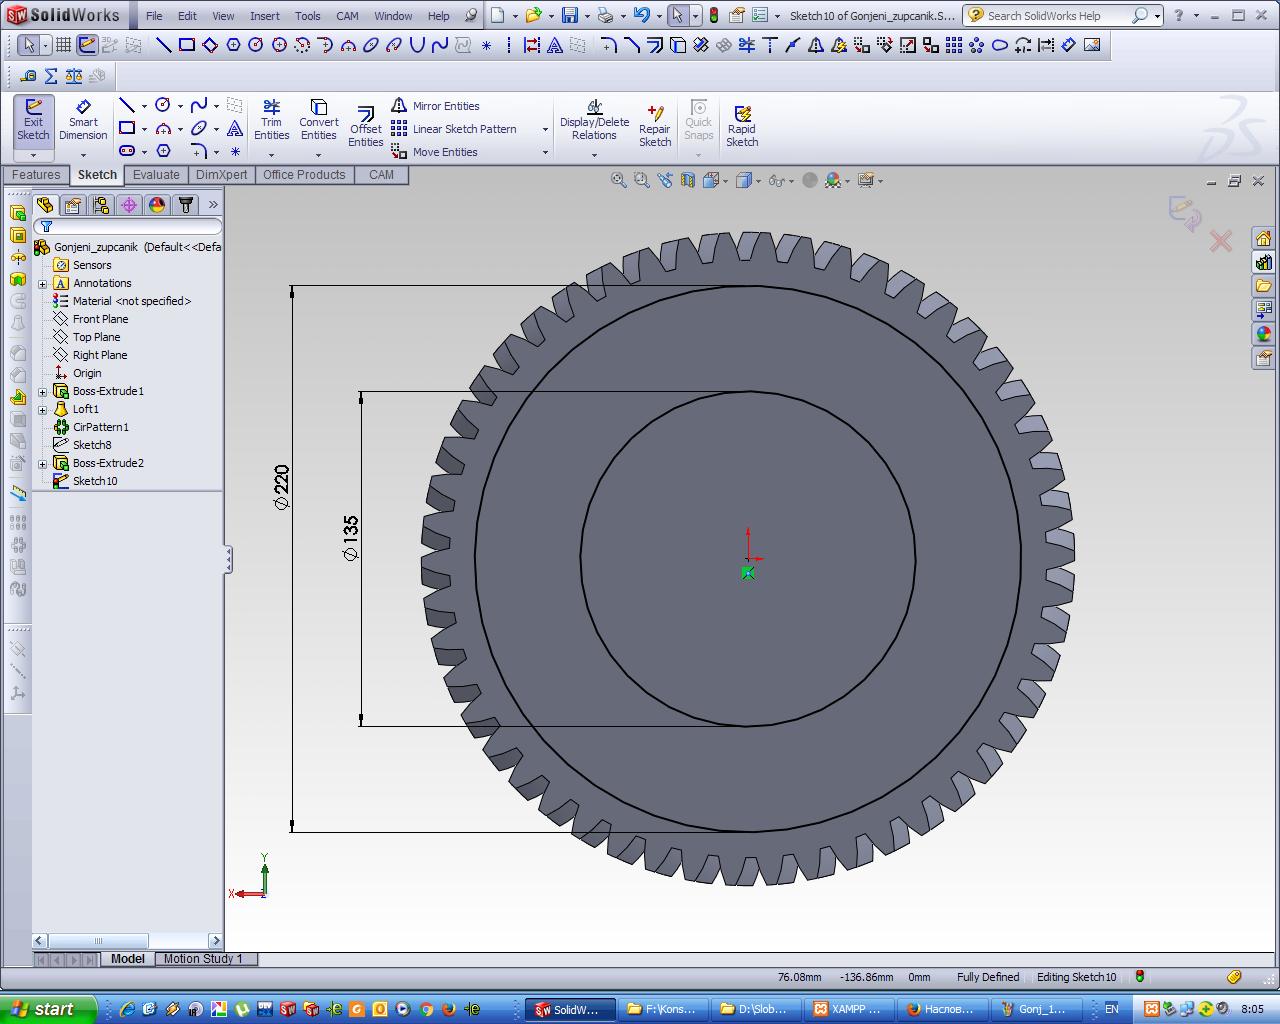 SolidWorks
File Edit View Insert Tools CAM Window Help
Sketch10 of Gonjeni_zupcanik.S...
Search SolidWorks Help
Exit Sketch
Smart Dimension
Trim Entities
Convert Entities
Offset Entities
Mirror Entities
Linear Sketch Pattern
Move Entities
Display/Delete Relations
Repair Sketch
Quick Snaps
Rapid Sketch
Features Sketch Evaluate DimXpert Office Products CAM
Gonjeni_zupcanik (Default<<Defa
Sensors
Annotations
Material <not specified>
Front Plane
Top Plane
Right Plane
Origin
Boss-Extrude1
Loft1
CirPattern1
Sketch8
Boss-Extrude2
Sketch10
Ø220
Ø135
Y
X
Model Motion Study 1
76.08mm -136.86mm 0mm Fully Defined Editing Sketch10
start
SolidW...
F:\Kons...
D:\Slob...
XAMPP ...
Наслов...
Gonj_1...
EN
8:05